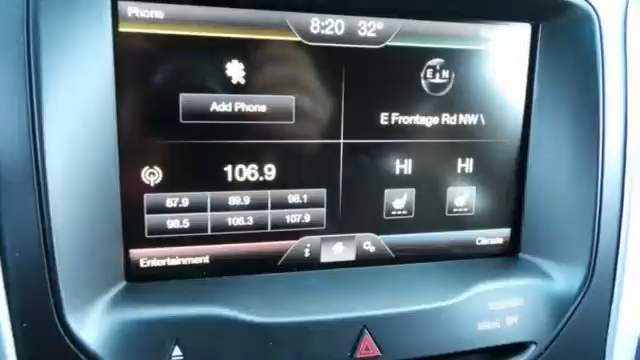 Phone
8:20 32°
Add Phone
E N
E Frontage Rd NW \
106.9
87.9 89.9 98.1
98.5 106.3 107.9
HI HI
Entertainment
i
Climate